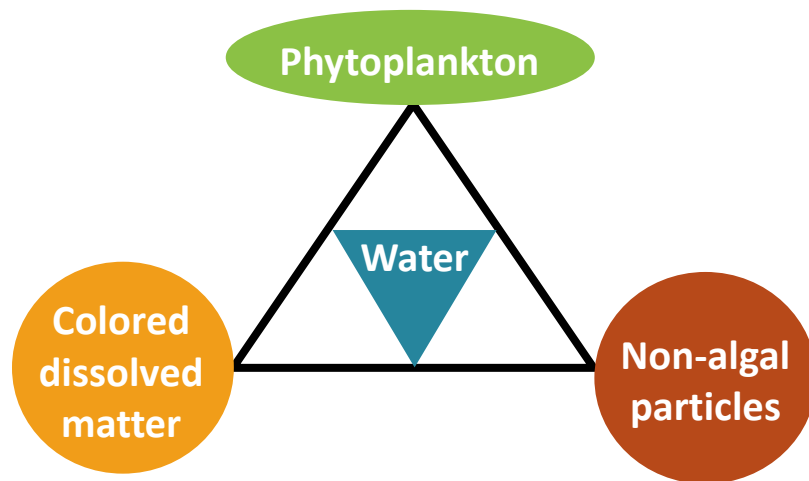 Phytoplankton
Water
Colored
dissolved
matter
Non-algal
particles